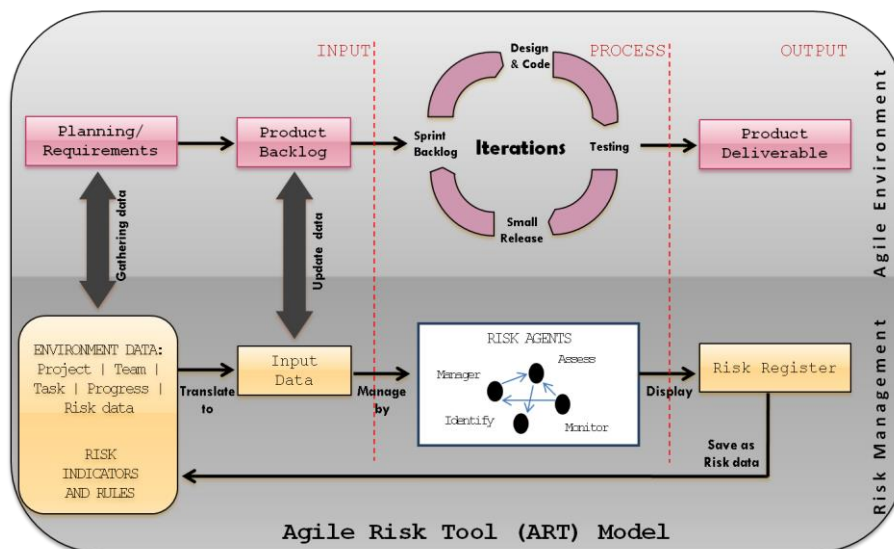 INPUT
PROCESS
OUTPUT
Agile Environment
Planning/
Requirements
Product
Backlog
Design
& Code
Sprint
Backlog
Iterations
Testing
Small
Release
Product
Deliverable
Gathering data
Update data
ENVIRONMENT DATA:
Project | Team |
Task | Progress |
Risk data
RISK
INDICATORS
AND RULES
Translate
to
Input
Data
Manage
by
RISK AGENTS
Assess
Manager
Identify
Monitor
Display
Risk Register
Save as
Risk data
Risk Management
Agile Risk Tool (ART) Model